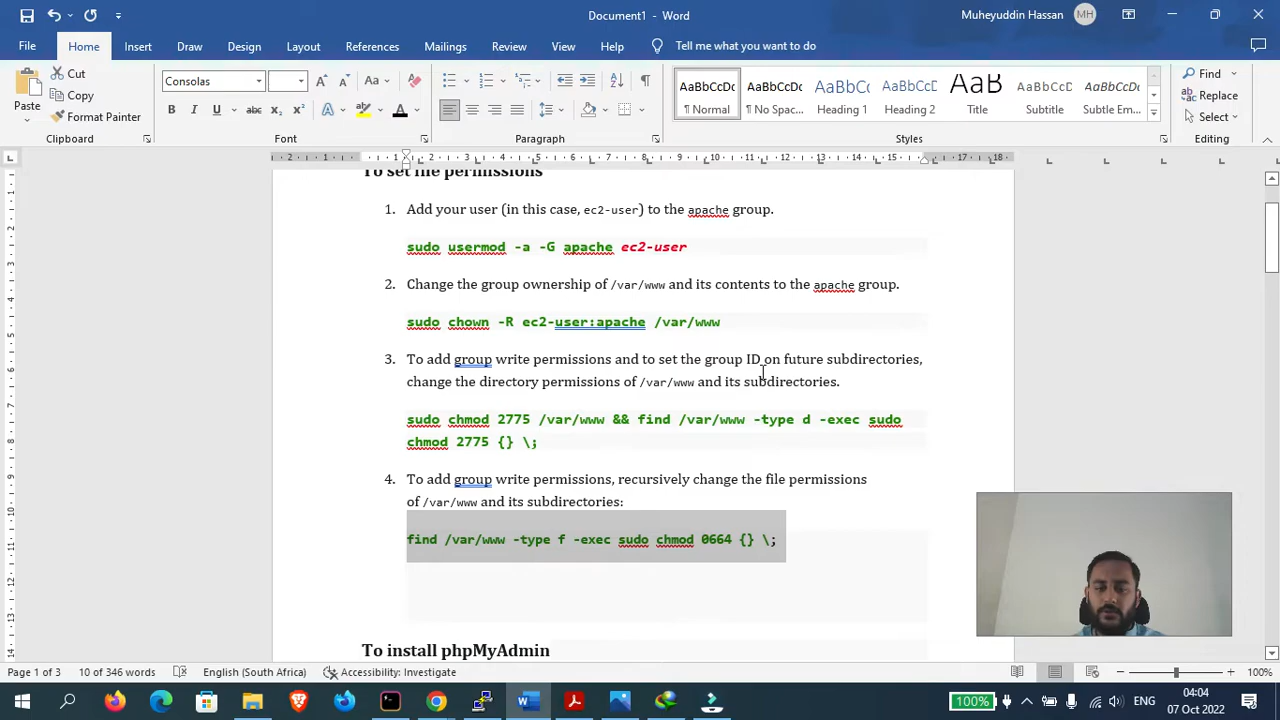 Document1 - Word
Muheyuddin Hassan MH
File Home Insert Draw Design Layout References Mailings Review View Help Tell me what you want to do
Paste
Cut
Copy
Format Painter
Clipboard
Consolas
Font
Paragraph
AaBbCcDc
¶ Normal
AaBbCcDc
¶ No Spac...
AaBbCcD
Heading 1
AaBbCcD
Heading 2
AaB
Title
AaBbCcD
Subtitle
AaBbCcD
Subtle Em...
Styles
Find
Replace
Select
Editing
To set file permissions
1. Add your user (in this case, ec2-user) to the apache group.
sudo usermod -a -G apache ec2-user
2. Change the group ownership of /var/www and its contents to the apache group.
sudo chown -R ec2-user:apache /var/www
3. To add group write permissions and to set the group ID on future subdirectories,
change the directory permissions of /var/www and its subdirectories.
sudo chmod 2775 /var/www && find /var/www -type d -exec sudo
chmod 2775 {} \;
4. To add group write permissions, recursively change the file permissions
of /var/www and its subdirectories:
find /var/www -type f -exec sudo chmod 0664 {} \;
To install phpMyAdmin
Page 1 of 3 10 of 346 words English (South Africa) Accessibility: Investigate 100%
100% ENG 04:04
07 Oct 2022